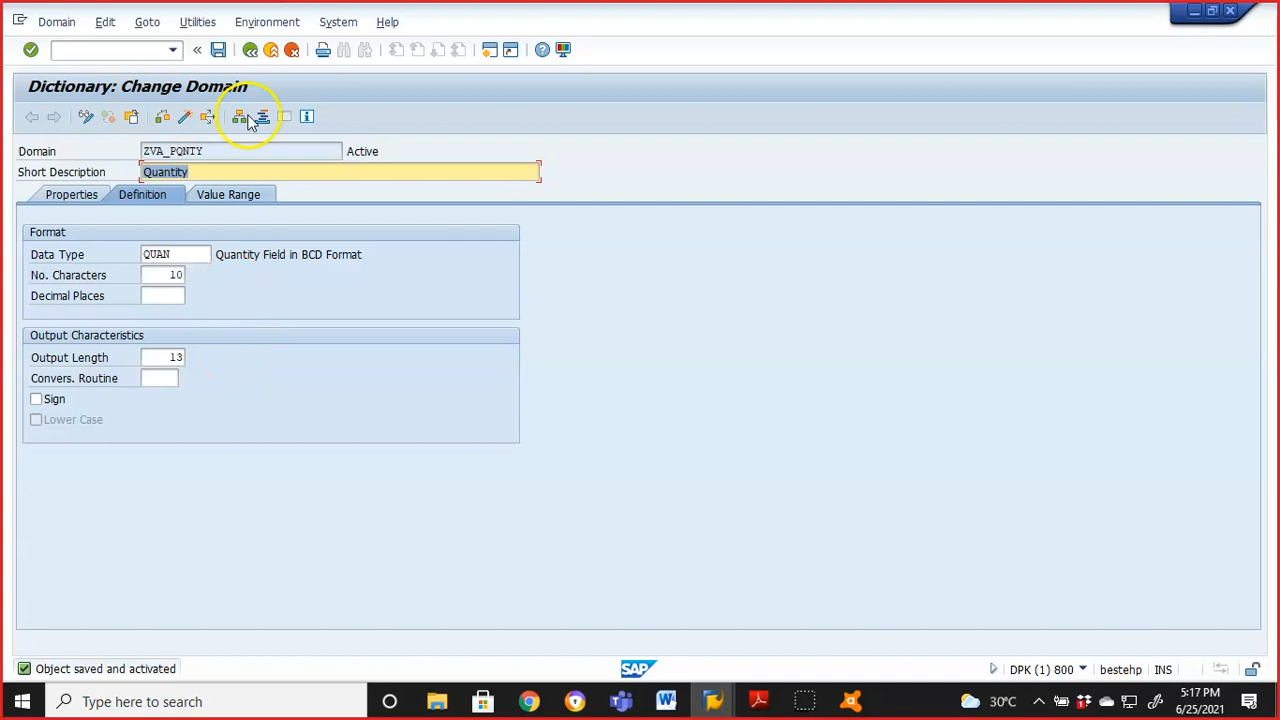 Domain Edit Goto Utilities Environment System Help
Dictionary: Change Domain
Domain ZVA_PQNTY Active
Short Description Quantity
Properties Definition Value Range
Format
Data Type QUAN Quantity Field in BCD Format
No. Characters 10
Decimal Places
Output Characteristics
Output Length 13
Convers. Routine
Sign
Lower Case
Object saved and activated SAP DPK (1) 800 bestehp INS
Type here to search 30°C 5:17 PM
6/25/2021